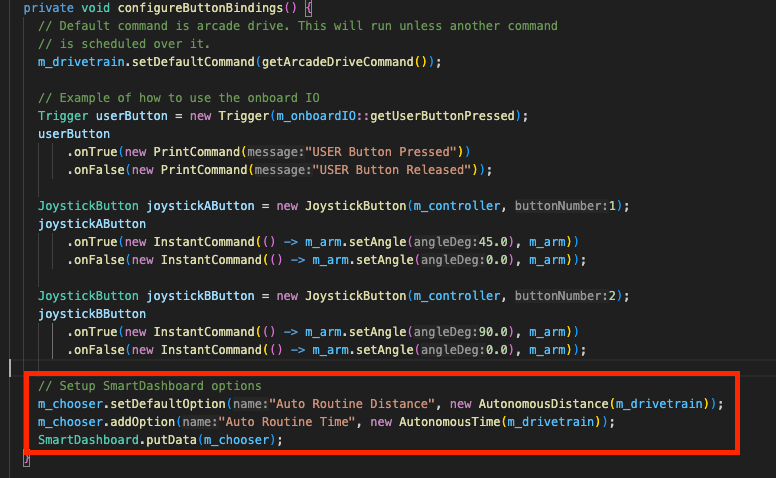 private void configureButtonBindings() {
// Default command is arcade drive. This will run unless another command
// is scheduled over it.
m_drivetrain.setDefaultCommand(getArcadeDriveCommand());
// Example of how to use the onboard IO
Trigger userButton = new Trigger(m_onboardIO::getUserButtonPressed);
userButton
.onTrue(new PrintCommand(message:"USER Button Pressed"))
.onFalse(new PrintCommand(message:"USER Button Released"));
JoystickButton joystickAButton = new JoystickButton(m_controller, buttonNumber:1);
joystickAButton
.onTrue(new InstantCommand(() -> m_arm.setAngle(angleDeg:45.0), m_arm))
.onFalse(new InstantCommand(() -> m_arm.setAngle(angleDeg:0.0), m_arm));
JoystickButton joystickBButton = new JoystickButton(m_controller, buttonNumber:2);
joystickBButton
.onTrue(new InstantCommand(() -> m_arm.setAngle(angleDeg:90.0), m_arm))
.onFalse(new InstantCommand(() -> m_arm.setAngle(angleDeg:0.0), m_arm));
// Setup SmartDashboard options
m_chooser.setDefaultOption(name:"Auto Routine Distance", new AutonomousDistance(m_drivetrain));
m_chooser.addOption(name:"Auto Routine Time", new AutonomousTime(m_drivetrain));
SmartDashboard.putData(m_chooser);
}